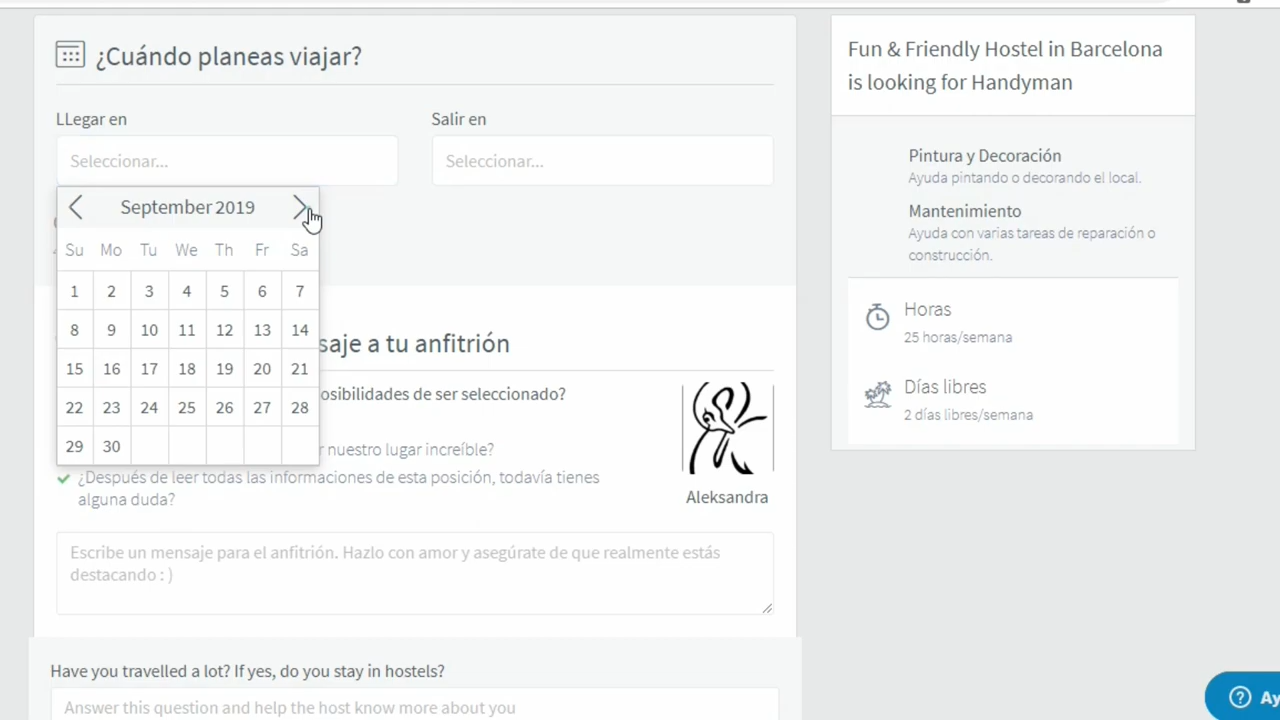 ¿Cuándo planeas viajar?
LLegar en
Salir en
Seleccionar...
Seleccionar...
September 2019
Su Mo Tu We Th Fr Sa
1 2 3 4 5 6 7
8 9 10 11 12 13 14
15 16 17 18 19 20 21
22 23 24 25 26 27 28
29 30
saje a tu anfitrión
osibilidades de ser seleccionado?
nuestro lugar increíble?
¿Después de leer todas las informaciones de esta posición, todavía tienes
alguna duda?
Aleksandra
Escribe un mensaje para el anfitrión. Hazlo con amor y asegúrate de que realmente estás
destacando : )
Have you travelled a lot? If yes, do you stay in hostels?
Answer this question and help the host know more about you
Fun & Friendly Hostel in Barcelona
is looking for Handyman
Pintura y Decoración
Ayuda pintando o decorando el local.
Mantenimiento
Ayuda con varias tareas de reparación o
construcción.
Horas
25 horas/semana
Días libres
2 días libres/semana
Ay